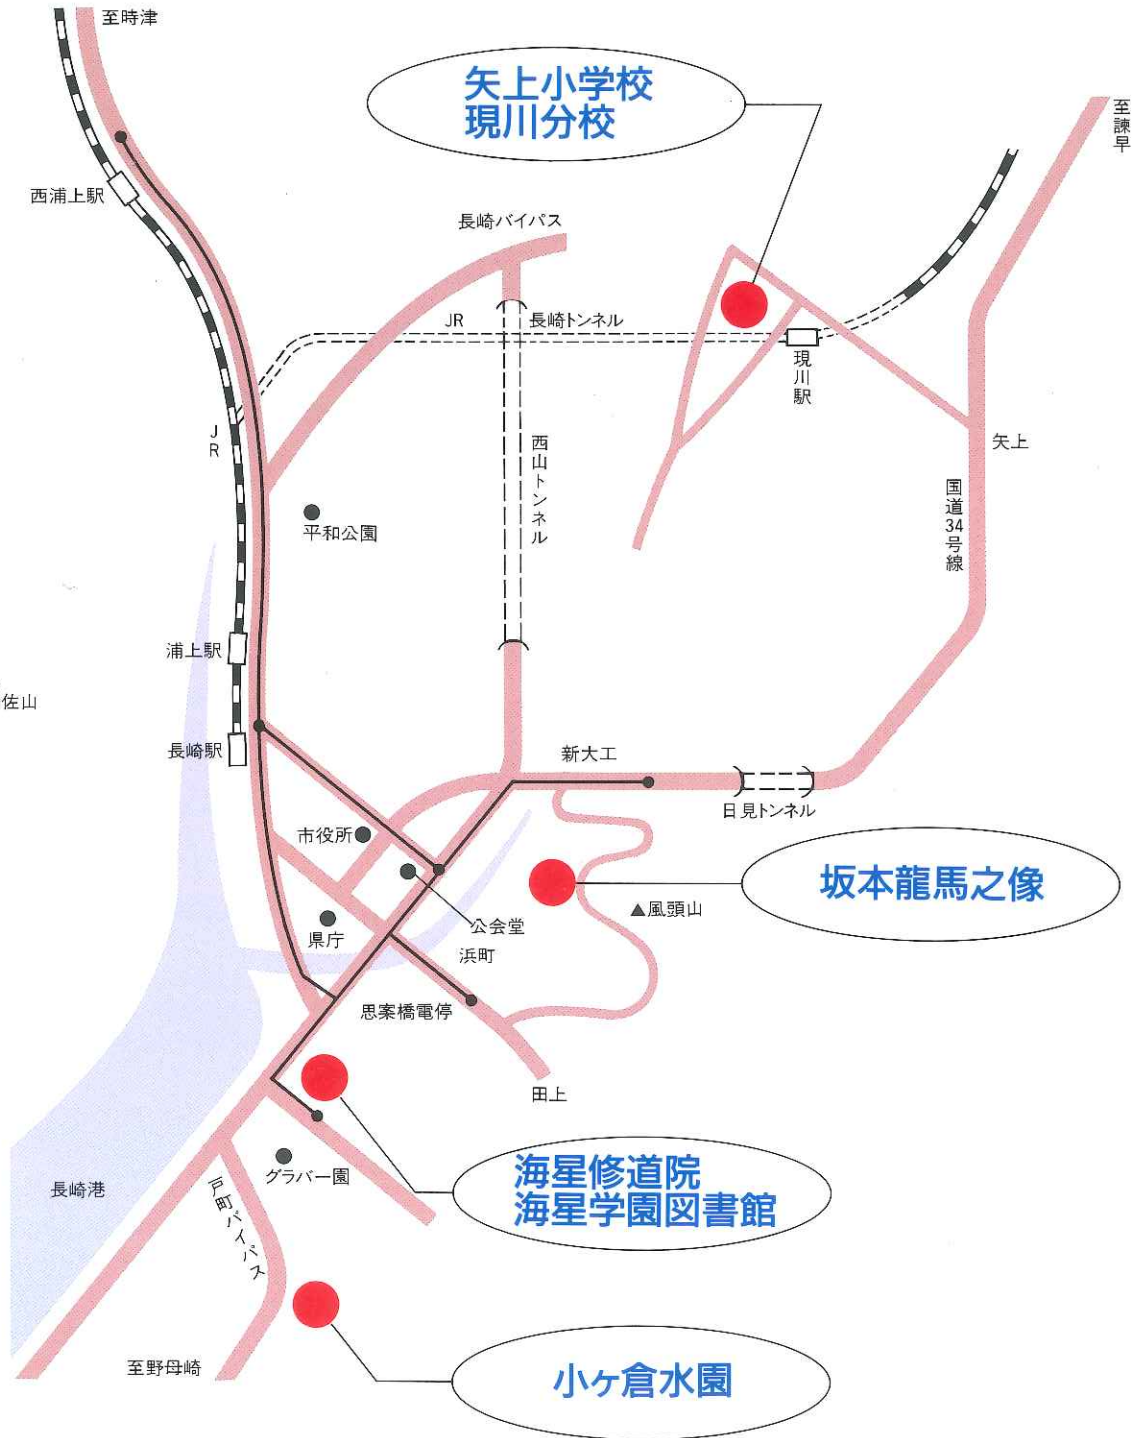 至時津
矢上小学校
現川分校
至諫早
西浦上駅
長崎バイパス
JR
長崎トンネル
現川駅
JR
西山トンネル
矢上
国道34号線
平和公園
浦上駅
佐山
長崎駅
新大工
日見トンネル
市役所
坂本龍馬之像
▲風頭山
公会堂
県庁
浜町
思案橋電停
田上
海星修道院
海星学園図書館
グラバー園
長崎港
戸町バイパス
小ヶ倉水園
至野母崎